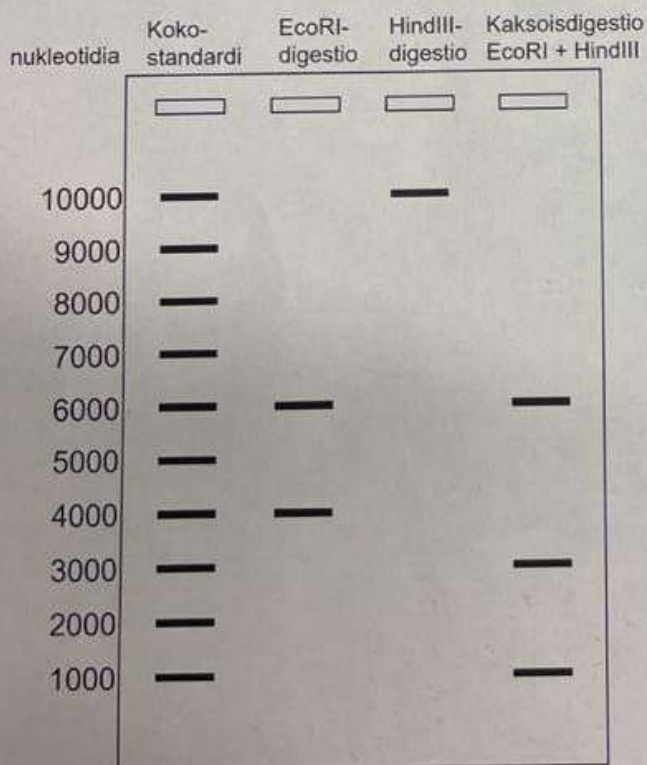 nukleotidia
Koko-
standardi
EcoRI-
digestio
HindIII-
digestio
Kaksoisdigestio
EcoRI + HindIII
10000
9000
8000
7000
6000
5000
4000
3000
2000
1000